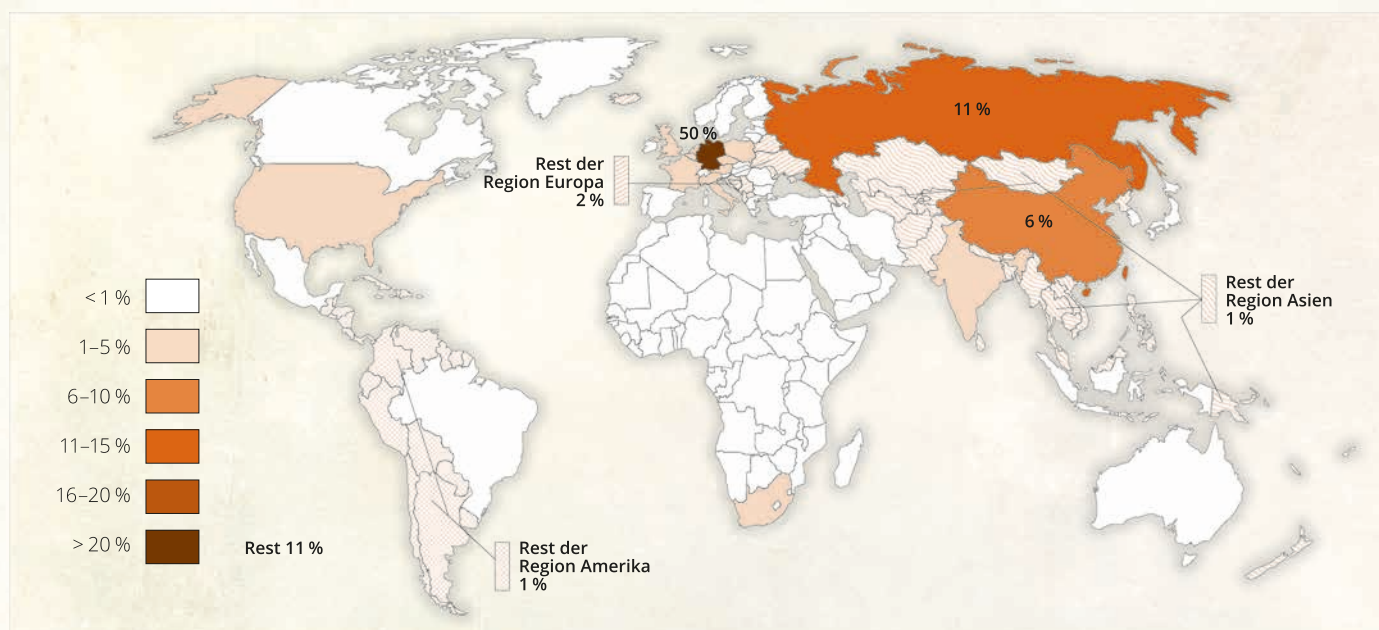 11 %
50 %
Rest der
Region Europa
2 %
6 %
Rest der
Region Asien
1 %
< 1 %
1–5 %
6–10 %
11–15 %
16–20 %
> 20 %
Rest 11 %
Rest der
Region Amerika
1 %